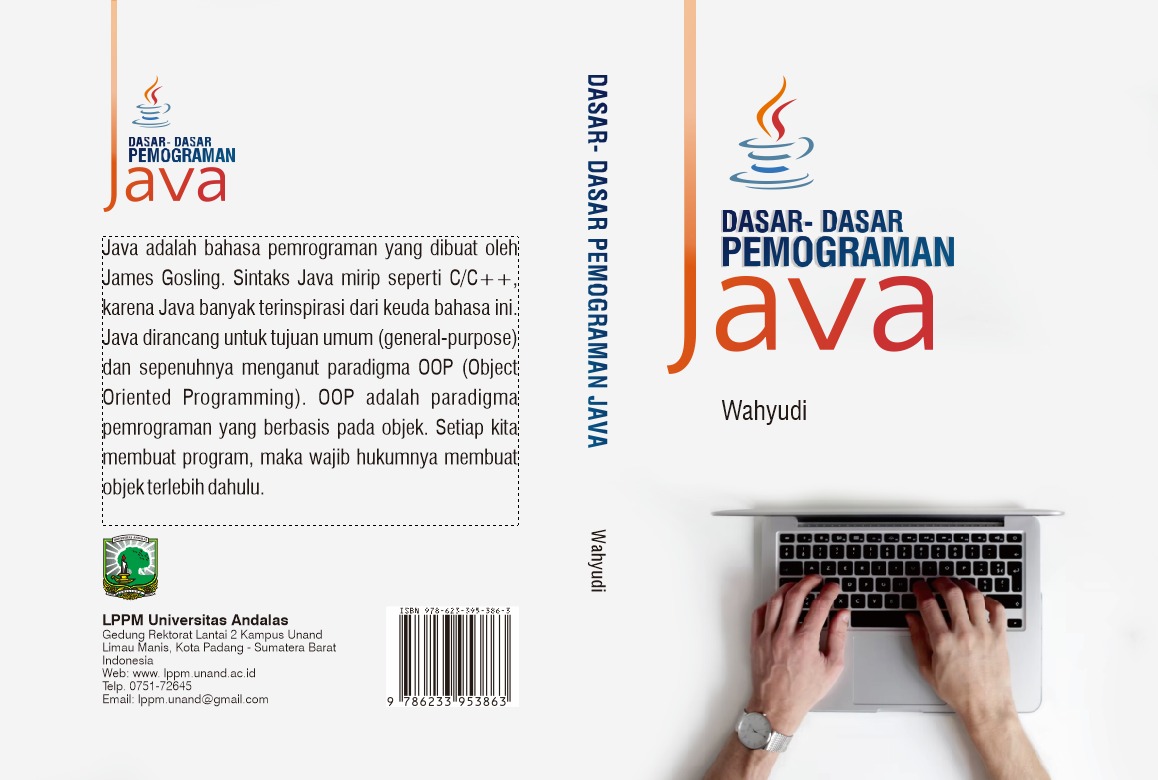 DASAR- DASAR
PEMOGRAMAN
Java
Java adalah bahasa pemrograman yang dibuat oleh
James Gosling. Sintaks Java mirip seperti C/C++,
karena Java banyak terinspirasi dari keuda bahasa ini.
Java dirancang untuk tujuan umum (general-purpose)
dan sepenuhnya menganut paradigma OOP (Object
Oriented Programming). OOP adalah paradigma
pemrograman yang berbasis pada objek. Setiap kita
membuat program, maka wajib hukumnya membuat
objek terlebih dahulu.
LPPM Universitas Andalas
Gedung Rektorat Lantai 2 Kampus Unand
Limau Manis, Kota Padang - Sumatera Barat
Indonesia
Web: www. lppm.unand.ac.id
Telp. 0751-72645
Email: lppm.unand@gmail.com
ISBN 978-623-395-386-3
9 786233 953863
DASAR- DASAR PEMOGRAMAN JAVA
Wahyudi
DASAR- DASAR
PEMOGRAMAN
Java
Wahyudi